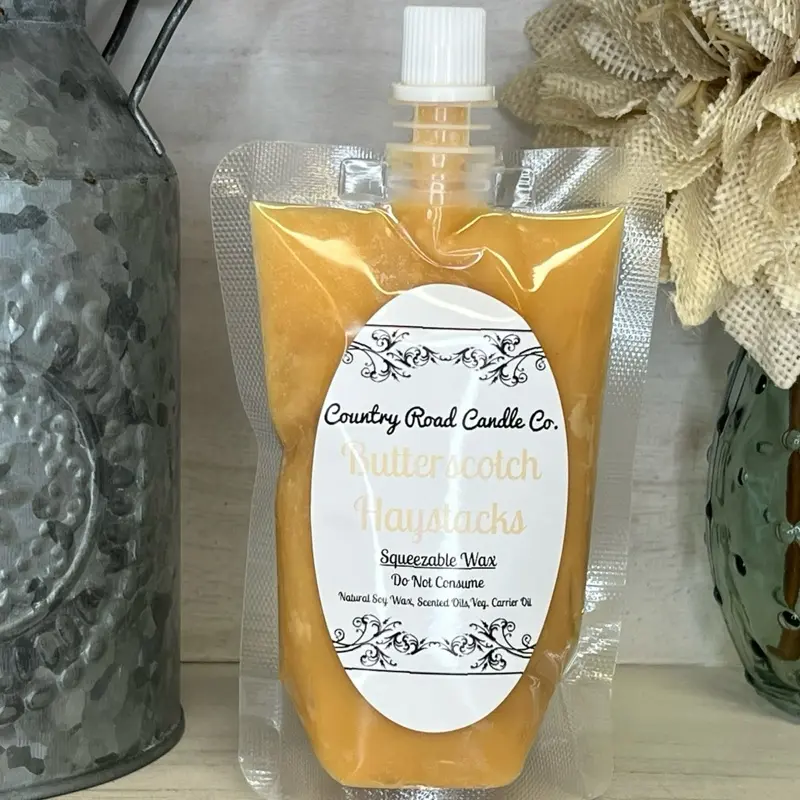 Country Road Candle Co.
Butterscotch
Haystacks
Squeezable Wax
Do Not Consume
Natural Soy Wax, Scented Oils, Veg. Carrier Oil